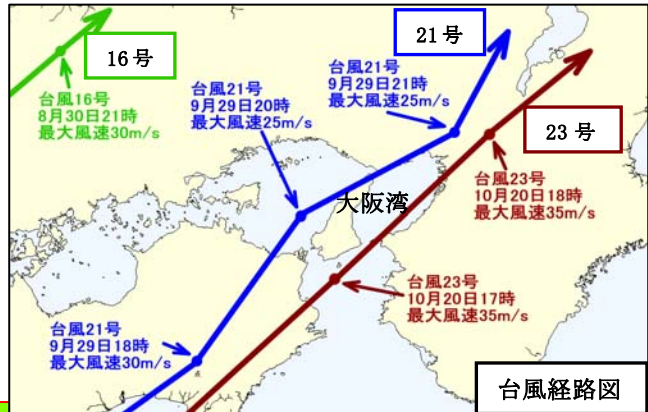 16号
台風16号
8月30日21時
最大風速30m/s
21号
台風21号
9月29日20時
最大風速25m/s
台風21号
9月29日21時
最大風速25m/s
23号
台風23号
10月20日18時
最大風速35m/s
大阪湾
台風23号
10月20日17時
最大風速35m/s
台風21号
9月29日18時
最大風速30m/s
台風経路図